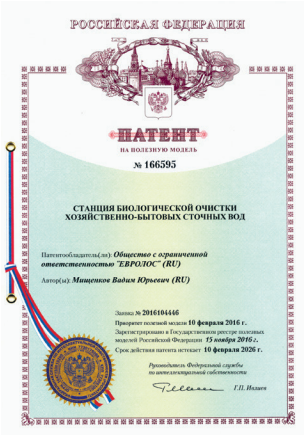 РОССИЙСКАЯ ФЕДЕРАЦИЯ
ПАТЕНТ
НА ПОЛЕЗНУЮ МОДЕЛЬ
№ 166595
СТАНЦИЯ БИОЛОГИЧЕСКОЙ ОЧИСТКИ
ХОЗЯЙСТВЕННО-БЫТОВЫХ СТОЧНЫХ ВОД
Патентообладатель(ли): Общество с ограниченной
ответственностью "ЕВРОЛОС" (RU)
Автор(ы): Мищенков Вадим Юрьевич (RU)
Заявка № 2016104446
Приоритет полезной модели 10 февраля 2016 г.
Зарегистрировано в Государственном реестре полезных
моделей Российской Федерации 15 ноября 2016 г.
Срок действия патента истекает 10 февраля 2026 г.
Руководитель Федеральной службы
по интеллектуальной собственности
Г.П. Ивлиев